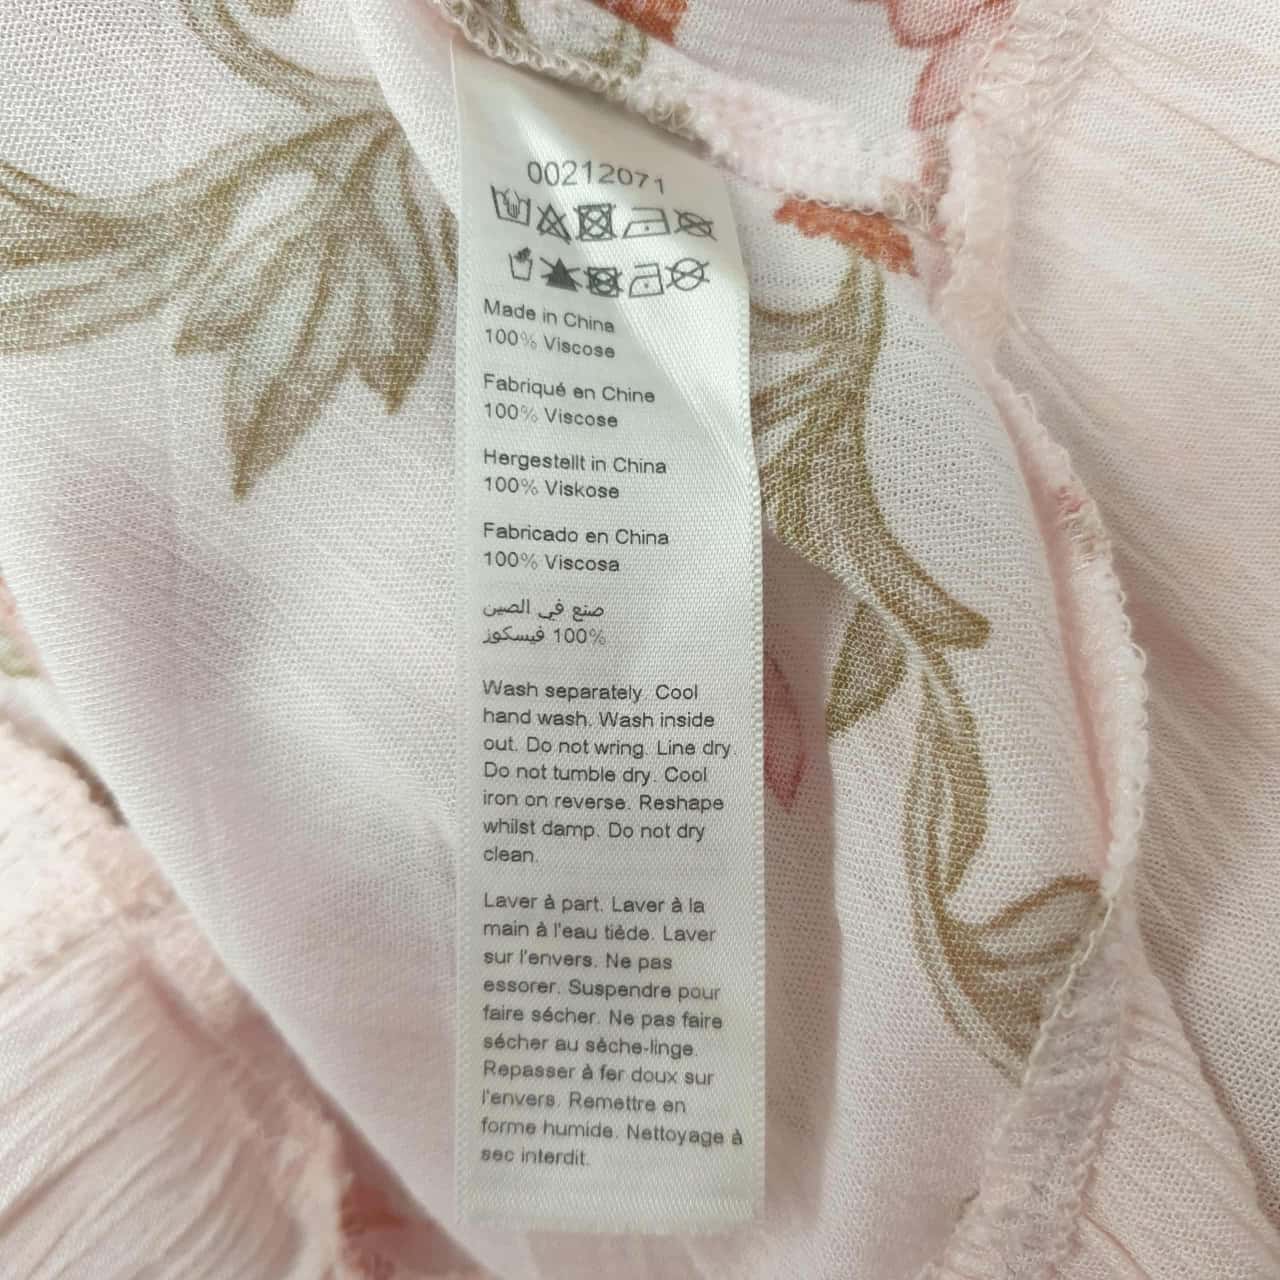 00212071
Made in China
100% Viscose
Fabriqué en Chine
100% Viscose
Hergestellt in China
100% Viskose
Fabricado en China
100% Viscosa
صنع في الصين
100% فيسكوز
Wash separately. Cool
hand wash. Wash inside
out. Do not wring. Line dry.
Do not tumble dry. Cool
iron on reverse. Reshape
whilst damp. Do not dry
clean.
Laver à part. Laver à la
main à l'eau tiède. Laver
sur l'envers. Ne pas
essorer. Suspendre pour
faire sécher. Ne pas faire
sécher au sèche-linge.
Repasser à fer doux sur
l'envers. Remettre en
forme humide. Nettoyage à
sec interdit.